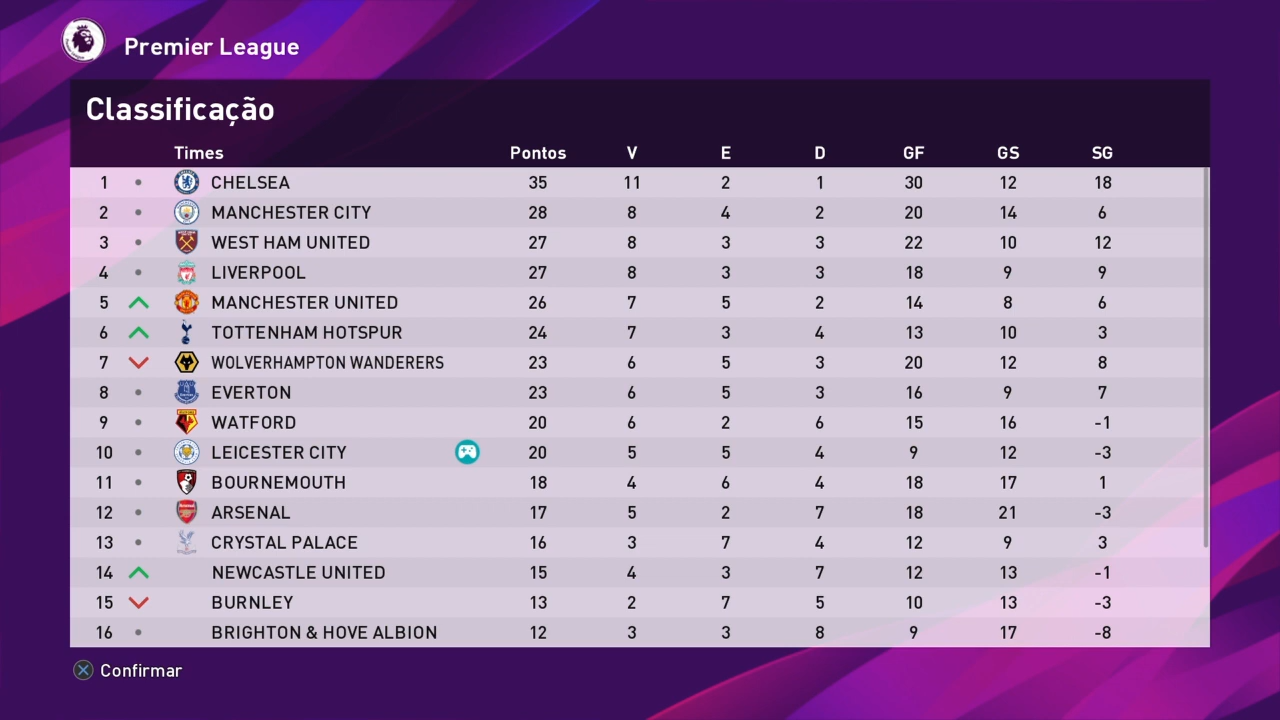 Premier League
Classificação
Times Pontos V E D GF GS SG
1 CHELSEA 35 11 2 1 30 12 18
2 MANCHESTER CITY 28 8 4 2 20 14 6
3 WEST HAM UNITED 27 8 3 3 22 10 12
4 LIVERPOOL 27 8 3 3 18 9 9
5 MANCHESTER UNITED 26 7 5 2 14 8 6
6 TOTTENHAM HOTSPUR 24 7 3 4 13 10 3
7 WOLVERHAMPTON WANDERERS 23 6 5 3 20 12 8
8 EVERTON 23 6 5 3 16 9 7
9 WATFORD 20 6 2 6 15 16 -1
10 LEICESTER CITY 20 5 5 4 9 12 -3
11 BOURNEMOUTH 18 4 6 4 18 17 1
12 ARSENAL 17 5 2 7 18 21 -3
13 CRYSTAL PALACE 16 3 7 4 12 9 3
14 NEWCASTLE UNITED 15 4 3 7 12 13 -1
15 BURNLEY 13 2 7 5 10 13 -3
16 BRIGHTON & HOVE ALBION 12 3 3 8 9 17 -8
Confirmar